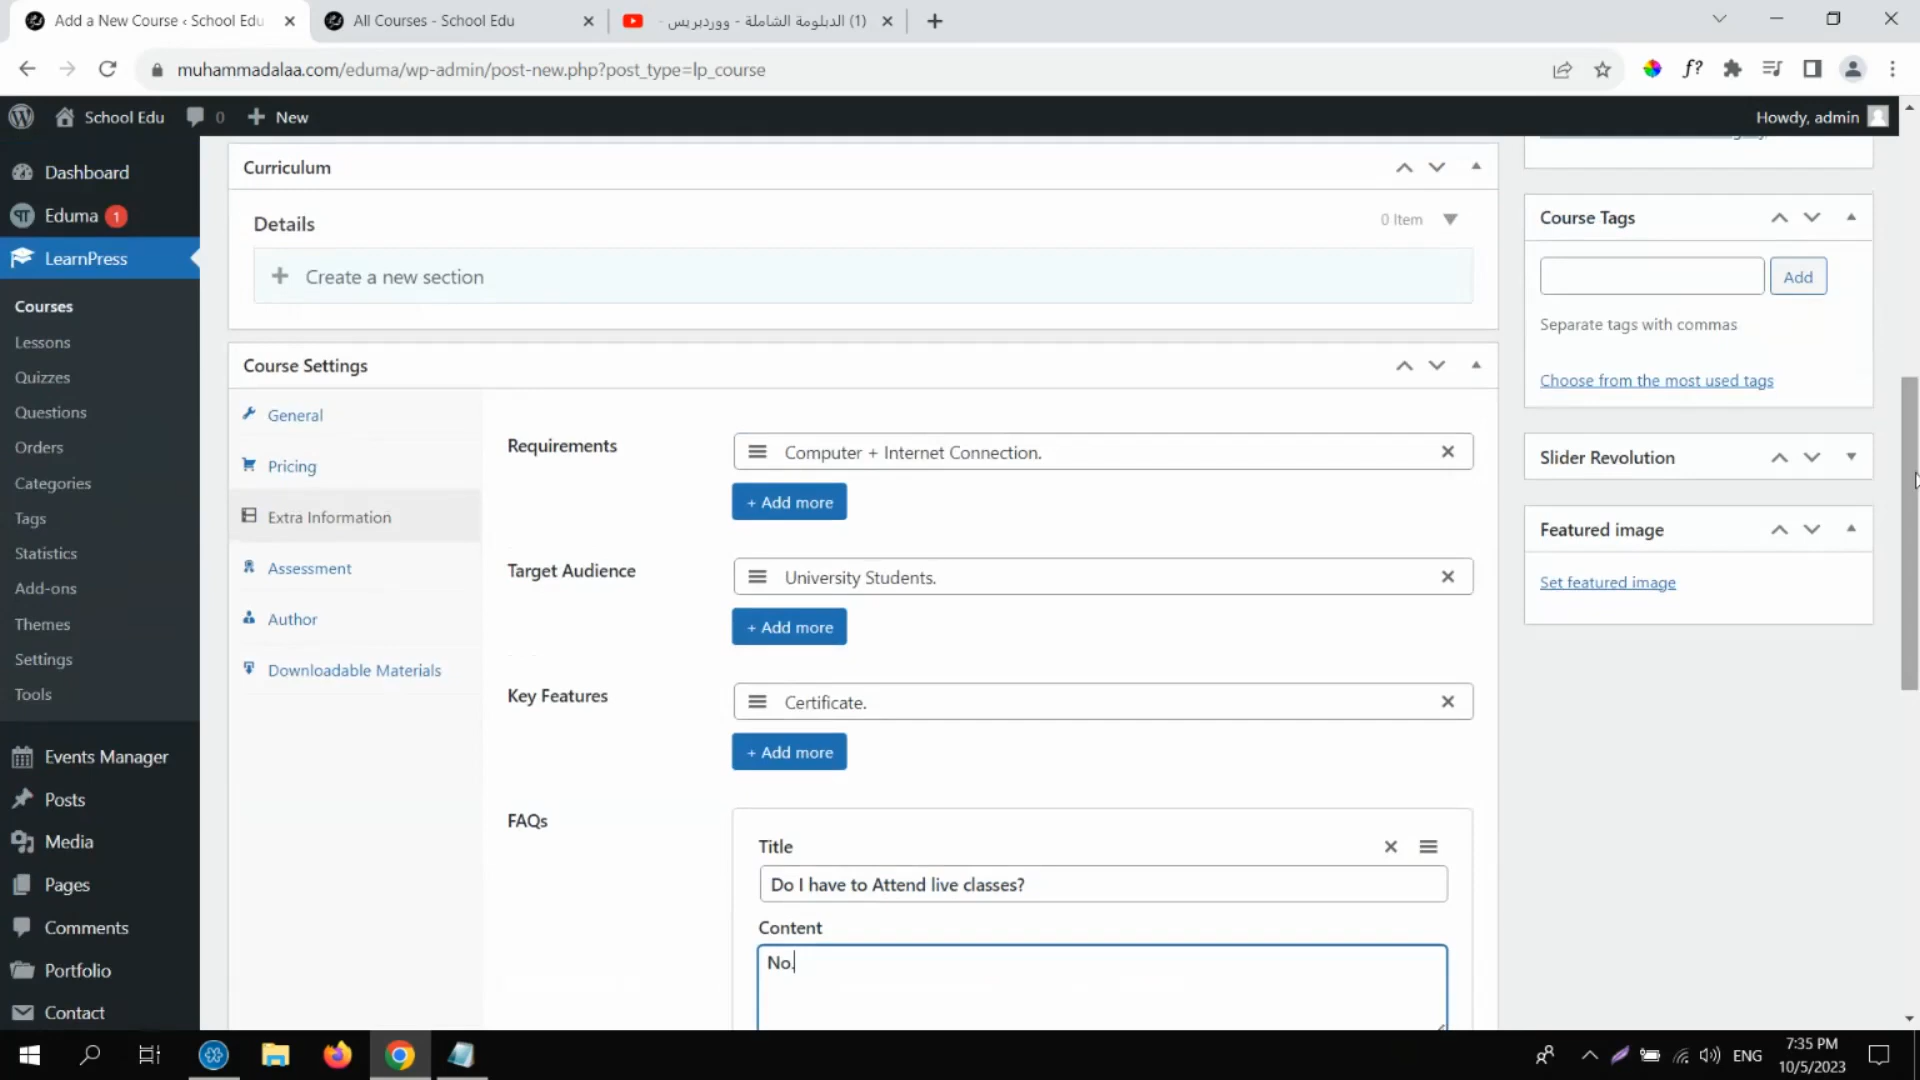 Add a New Course ‹ School Edu
All Courses - School Edu
(1) الدبلومة الشاملة - ووردبريس -
muhammadalaa.com/eduma/wp-admin/post-new.php?post_type=lp_course
f?
School Edu
0
New
Howdy, admin
Dashboard
Eduma 1
LearnPress
Courses
Lessons
Quizzes
Questions
Orders
Categories
Tags
Statistics
Add-ons
Themes
Settings
Tools
Events Manager
Posts
Media
Pages
Comments
Portfolio
Contact
Curriculum
Details
0 Item
+ Create a new section
Course Settings
General
Pricing
Extra Information
Assessment
Author
Downloadable Materials
Requirements
Computer + Internet Connection.
+ Add more
Target Audience
University Students.
+ Add more
Key Features
Certificate.
+ Add more
FAQs
Title
Do I have to Attend live classes?
Content
No.
Course Tags
Add
Separate tags with commas
Choose from the most used tags
Slider Revolution
Featured image
Set featured image
ENG
7:35 PM
10/5/2023